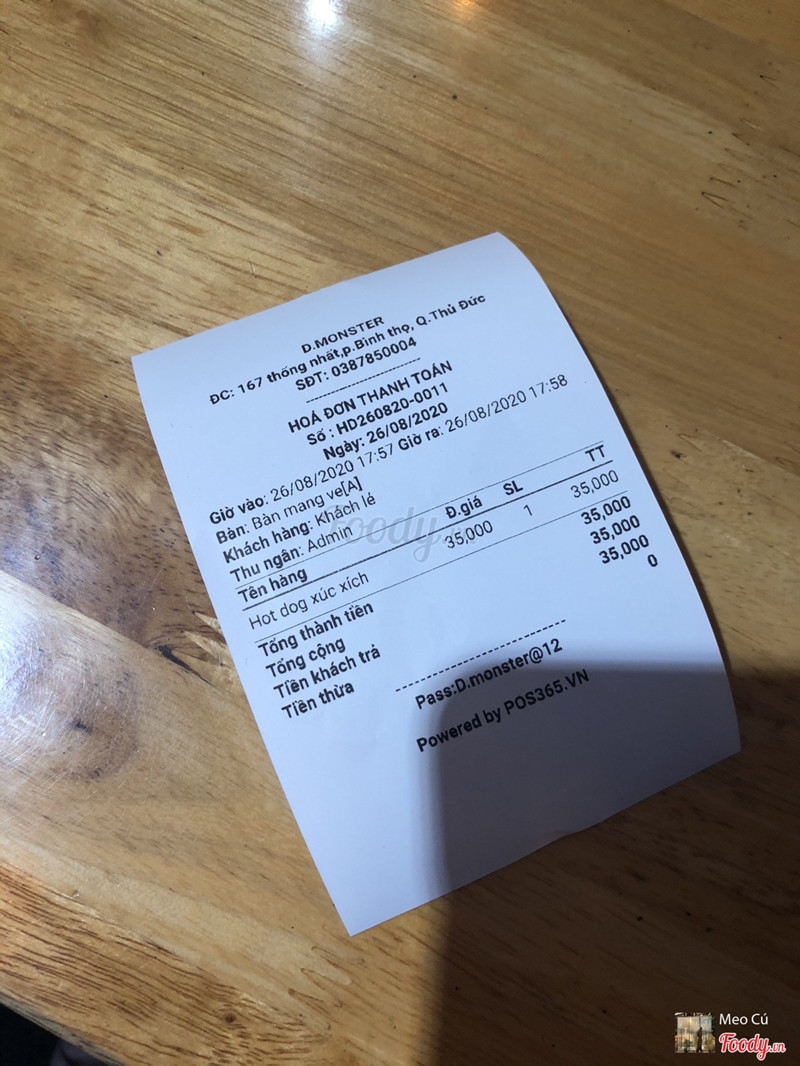 D.MONSTER
ĐC: 167 thống nhất,p.Bình thọ, Q.Thủ Đức
SĐT: 0387850004
HOÁ ĐƠN THANH TOÁN
Số : HD260820-0011
Ngày: 26/08/2020
Giờ vào: 26/08/2020 17:57 Giờ ra: 26/08/2020 17:58
Bàn: Bàn mang ve[A]
Khách hàng: Khách lẻ
Thu ngân: Admin
Tên hàng Đ.giá SL TT
Hot dog xúc xích 35,000 1 35,000
Tổng thành tiền 35,000
Tổng cộng 35,000
Tiền khách trả 35,000
Tiền thừa 0
Pass:D.monster@12
Powered by POS365.VN
Foody.vn
Meo Cú
Foody.vn